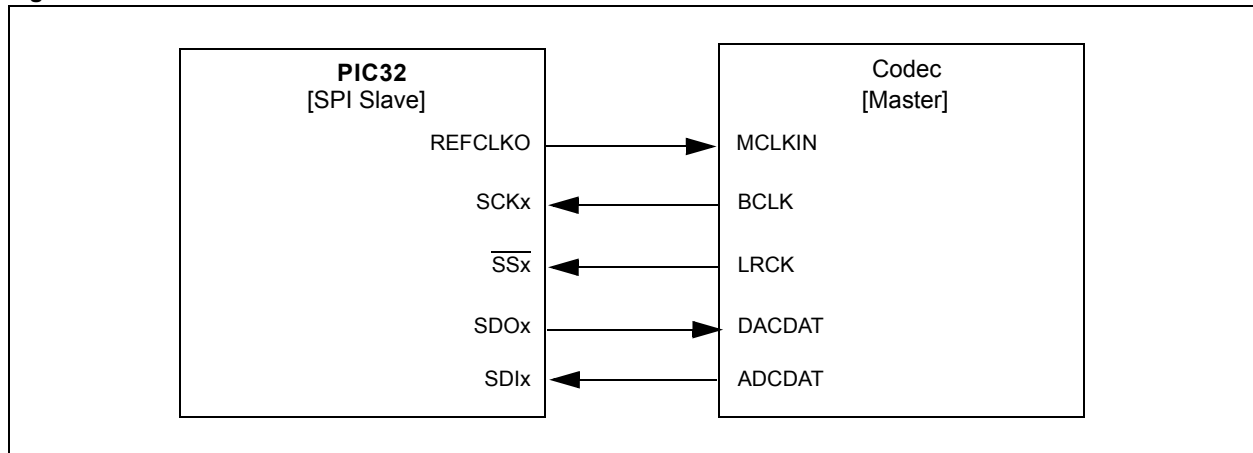 PIC32
[SPI Slave]
Codec
[Master]
REFCLKO MCLKIN
SCKx BCLK
SSx LRCK
SDOx DACDAT
SDIx ADCDAT